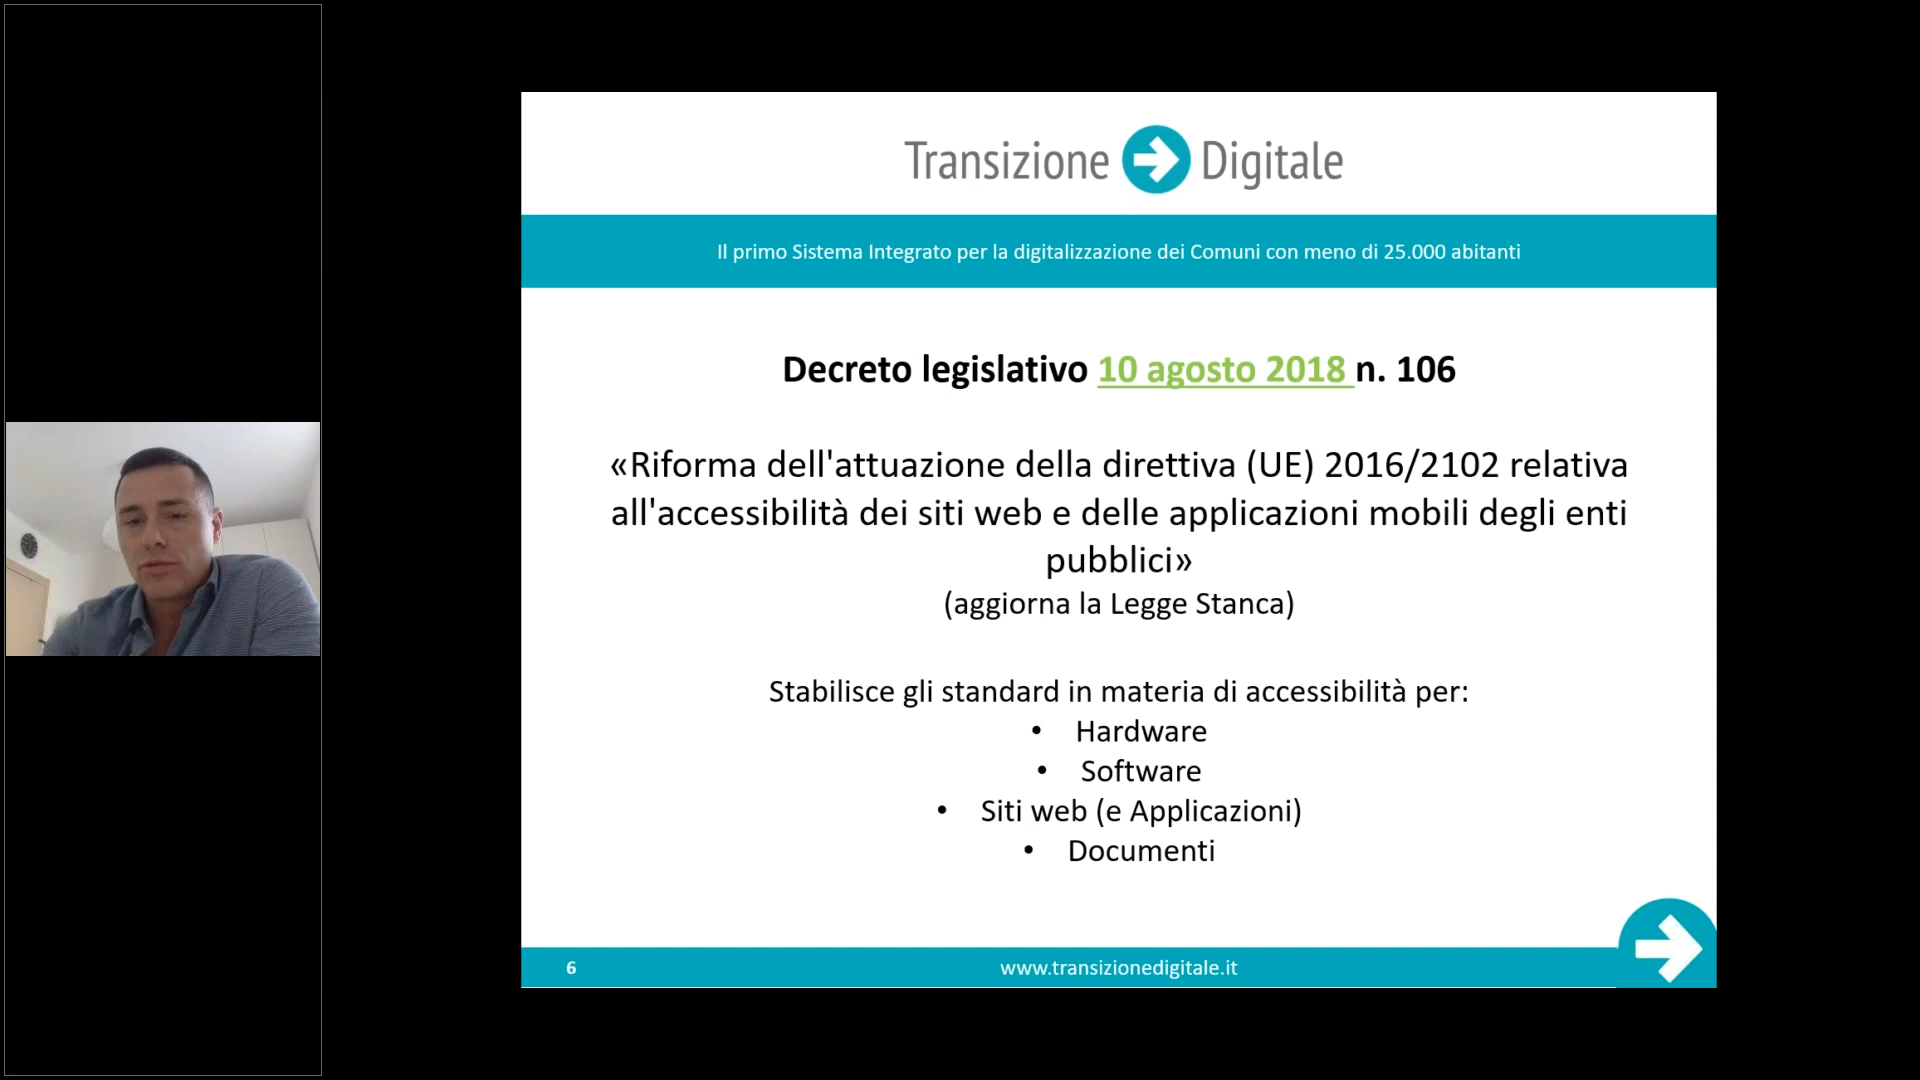 Transizione Digitale
Il primo Sistema Integrato per la digitalizzazione dei Comuni con meno di 25.000 abitanti
Decreto legislativo 10 agosto 2018 n. 106
«Riforma dell'attuazione della direttiva (UE) 2016/2102 relativa
all'accessibilità dei siti web e delle applicazioni mobili degli enti
pubblici»
(aggiorna la Legge Stanca)
Stabilisce gli standard in materia di accessibilità per:
• Hardware
• Software
• Siti web (e Applicazioni)
• Documenti
6
www.transizionedigitale.it